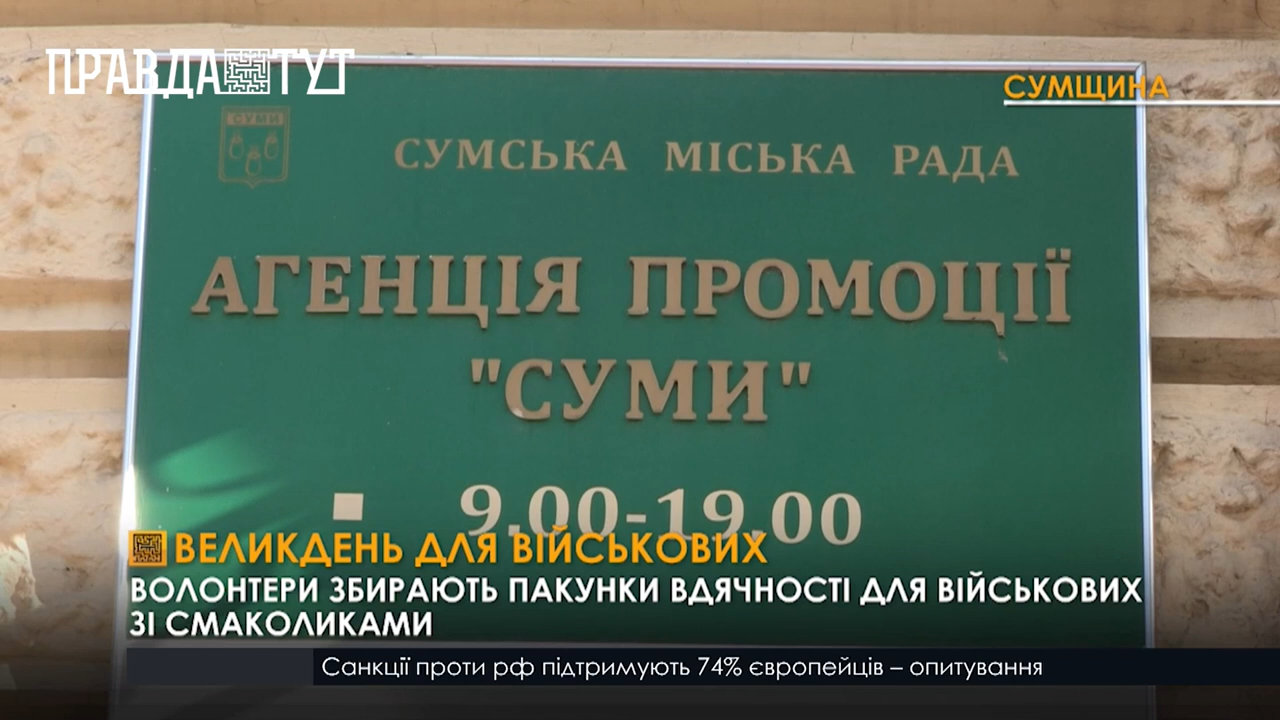 ПРАВДА ТУТ
СУМЩИНА
СУМИ
СУМСЬКА МІСЬКА РАДА
АГЕНЦІЯ ПРОМОЦІЇ
"СУМИ"
9.00-19.00
ВЕЛИКДЕНЬ ДЛЯ ВІЙСЬКОВИХ
ВОЛОНТЕРИ ЗБИРАЮТЬ ПАКУНКИ ВДЯЧНОСТІ ДЛЯ ВІЙСЬКОВИХ
ЗІ СМАКОЛИКАМИ
Санкції проти рф підтримують 74% європейців – опитування